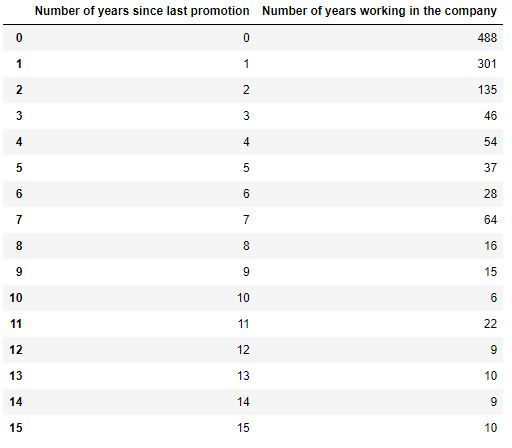 Number of years since last promotion Number of years working in the company
0 0 488
1 1 301
2 2 135
3 3 46
4 4 54
5 5 37
6 6 28
7 7 64
8 8 16
9 9 15
10 10 6
11 11 22
12 12 9
13 13 10
14 14 9
15 15 10